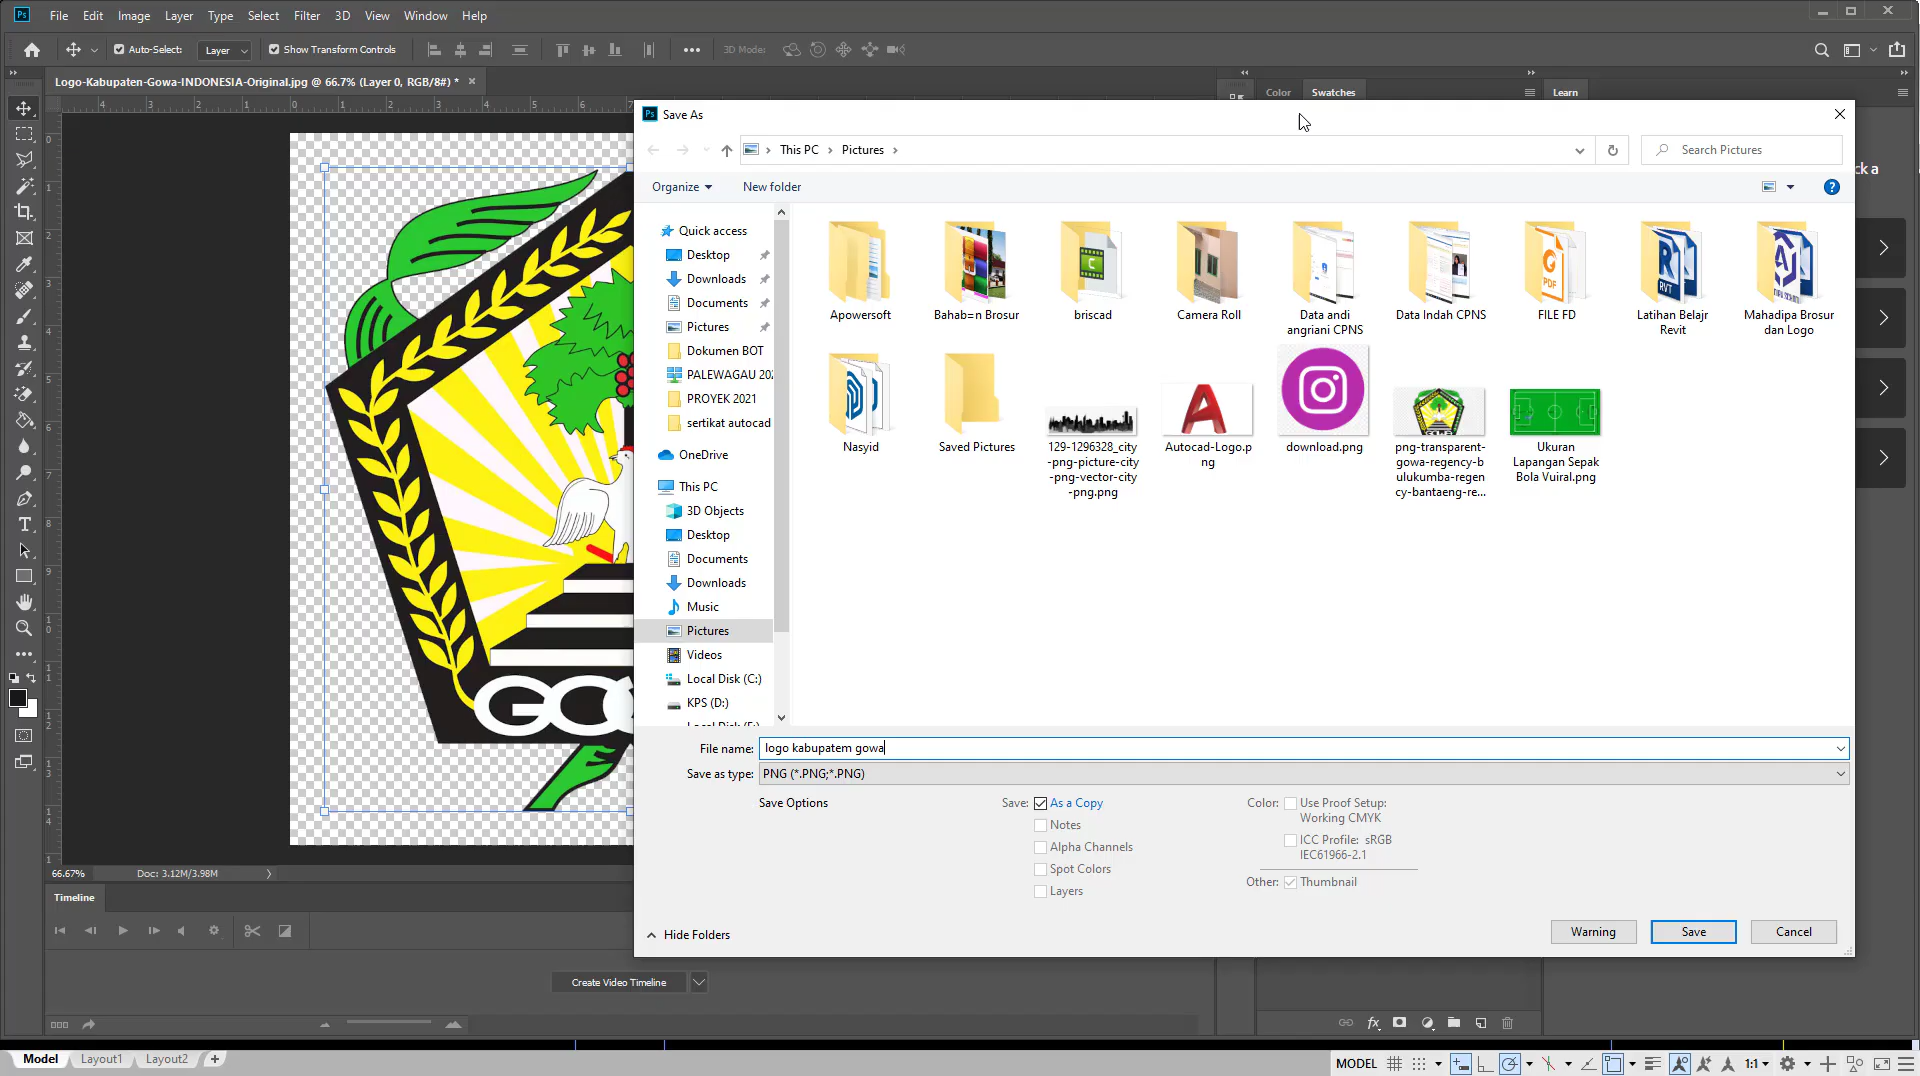 File Edit Image Layer Type Select Filter 3D View Window Help
Auto-Select: Layer Show Transform Controls 3D Mode:
Logo-Kabupaten-Gowa-INDONESIA-Original.jpg @ 66.7% (Layer 0, RGB/8#) *
Color Swatches Learn
Save As
This PC Pictures
Search Pictures
Organize New folder
Quick access
Desktop
Downloads
Documents
Pictures
Dokumen BOT
PALEWAGAU 202
PROYEK 2021
sertikat autocad
OneDrive
This PC
3D Objects
Desktop
Documents
Downloads
Music
Pictures
Videos
Local Disk (C:)
KPS (D:)
Apowersoft
Bahab=n Brosur
briscad
Camera Roll
Data andi
angriani CPNS
Data Indah CPNS
FILE FD
Latihan Belajr
Revit
Mahadipa Brosur
dan Logo
Nasyid
Saved Pictures
129-1296328_city
-png-picture-city
-png-vector-city
-png.png
Autocad-Logo.p
ng
download.png
png-transparent-
gowa-regency-b
ulukumba-regen
cy-bantaeng-re...
Ukuran
Lapangan Sepak
Bola Vuiral.png
ck a
File name: logo kabupatem gowa
Save as type: PNG (*.PNG;*.PNG)
Save Options
Save: As a Copy
Notes
Alpha Channels
Spot Colors
Layers
Color: Use Proof Setup:
Working CMYK
ICC Profile: sRGB
IEC61966-2.1
Other: Thumbnail
Hide Folders
Warning Save Cancel
66.67% Doc: 3.12M/3.98M
Timeline
Create Video Timeline
Model Layout1 Layout2
MODEL 1:1